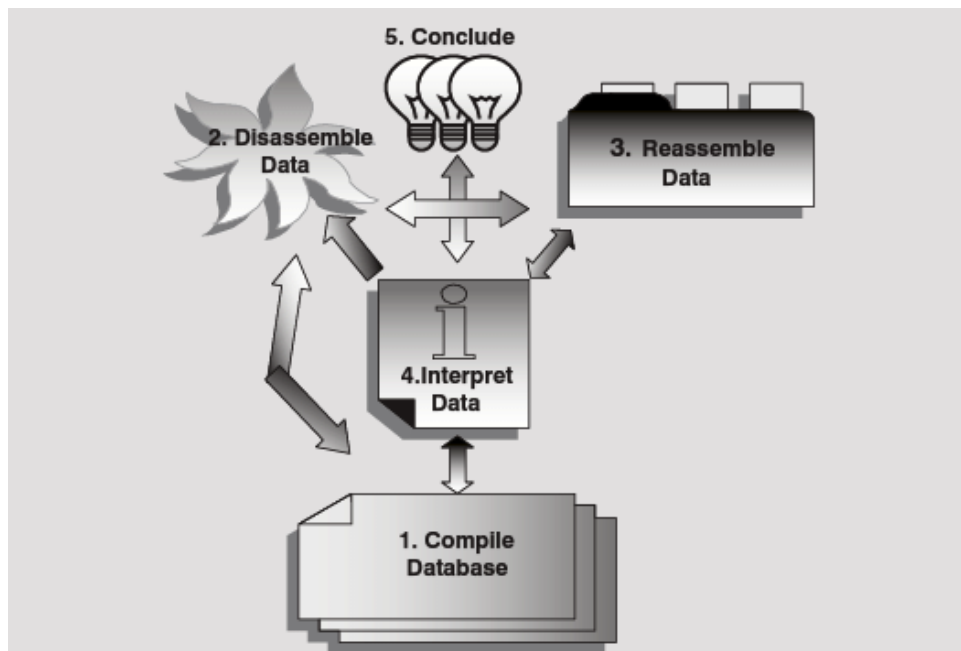 5. Conclude
2. Disassemble
Data
3. Reassemble
Data
4.Interpret
Data
1. Compile
Database